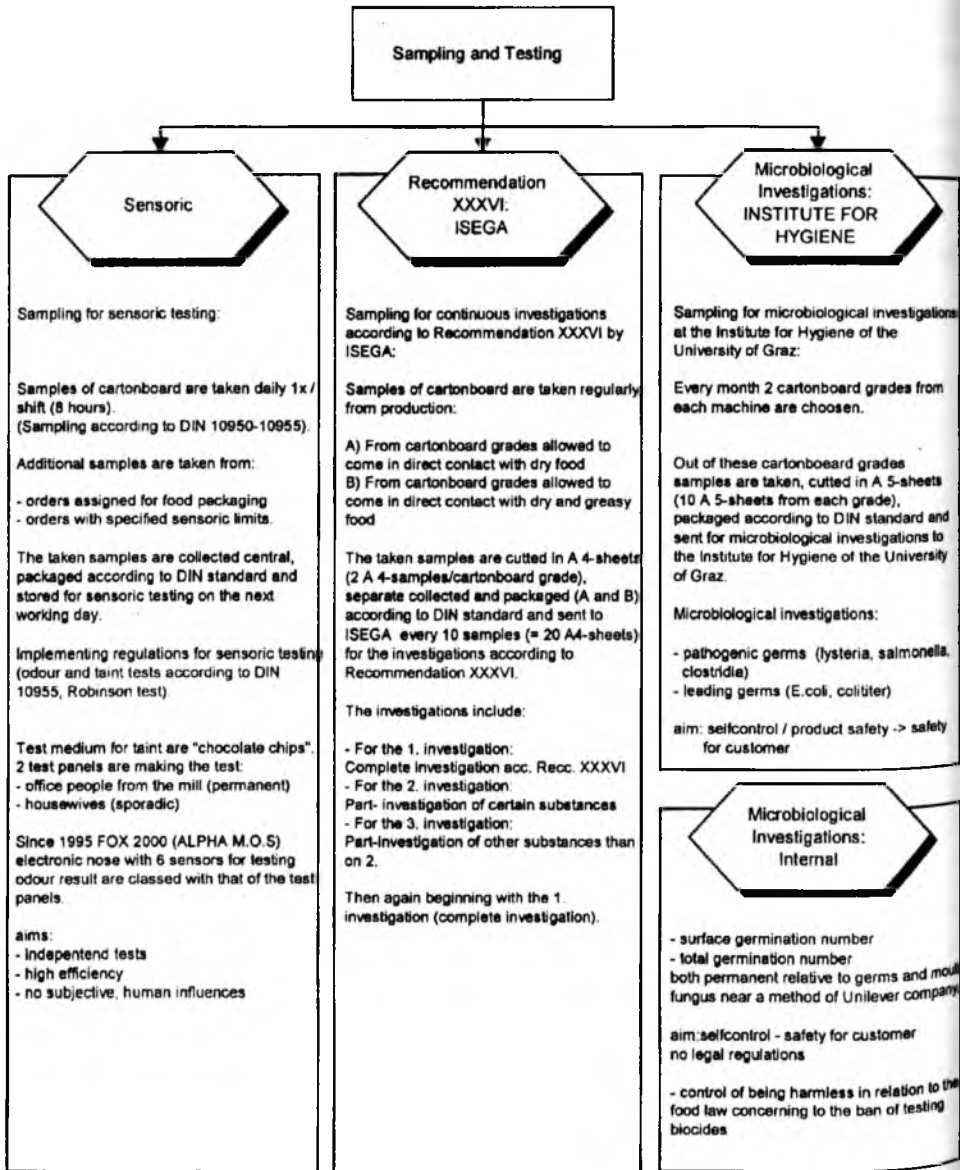 Sampling and Testing
Sensoric
Sampling for sensoric testing:
Samples of cartonboard are taken daily 1x /
shift (8 hours).
(Sampling according to DIN 10950-10955).
Additional samples are taken from:
- orders assigned for food packaging
- orders with specified sensoric limits.
The taken samples are collected central,
packaged according to DIN standard and
stored for sensoric testing on the next
working day.
Implementing regulations for sensoric testing
(odour and taint tests according to DIN
10955, Robinson test).
Test medium for taint are "chocolate chips".
2 test panels are making the test:
- office people from the mill (permanent)
- housewives (sporadic)
Since 1995 FOX 2000 (ALPHA M.O.S)
electronic nose with 6 sensors for testing
odour result are classed with that of the test
panels.
aims:
- independend tests
- high efficiency
- no subjective, human influences
Recommendation
XXXVI:
ISEGA
Sampling for continuous investigations
according to Recommendation XXXVI by
ISEGA:
Samples of cartonboard are taken regularly
from production:
A) From cartonboard grades allowed to
come in direct contact with dry food
B) From cartonboard grades allowed to
come in direct contact with dry and greasy
food
The taken samples are cutted in A 4-sheets
(2 A 4-samples/cartonboard grade),
separate collected and packaged (A and B)
according to DIN standard and sent to
ISEGA every 10 samples (= 20 A4-sheets)
for the investigations according to
Recommendation XXXVI.
The investigations include:
- For the 1. investigation:
Complete investigation acc. Recc. XXXVI
- For the 2. investigation:
Part- investigation of certain substances
- For the 3. investigation:
Part-investigation of other substances than
on 2.
Then again beginning with the 1.
investigation (complete investigation).
Microbiological
Investigations:
INSTITUTE FOR
HYGIENE
Sampling for microbiological investigations
at the Institute for Hygiene of the
University of Graz:
Every month 2 cartonboard grades from
each machine are choosen.
Out of these cartonboeard grades
samples are taken, cutted in A 5-sheets
(10 A 5-sheets from each grade),
packaged according to DIN standard and
sent for microbiological investigations to
the Institute for Hygiene of the University
of Graz.
Microbiological investigations:
- pathogenic germs (lysteria, salmonella,
clostridie)
- leading germs (E.coli, colititer)
aim: selfcontrol / product safety -> safety
for customer
Microbiological
Investigations:
Internal
- surface germination number
- total germination number
both permanent relative to germs and
fungus near a method of Unilever company
aim:selfcontrol - safety for customer
no legal regulations
- control of being harmless in relation to the
food law concerning to the ban of testing
biocides